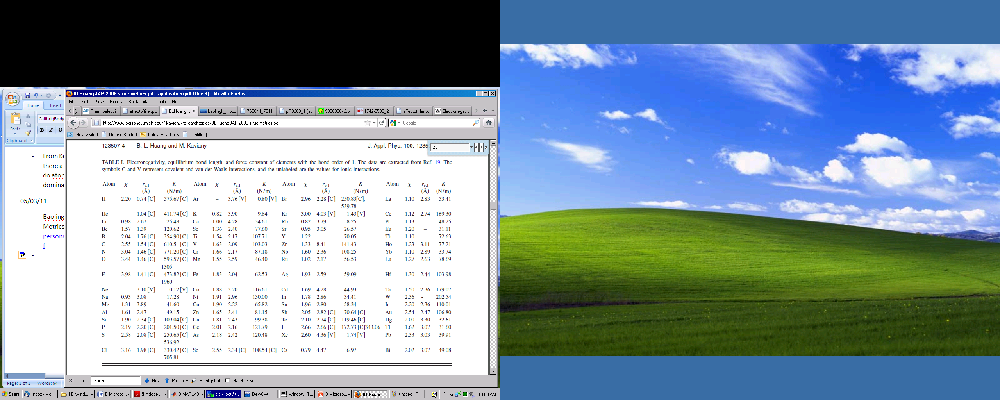 Home Insert
Paste
Clipboard
Calibri (Body
B I U
- From Ke
there a
do aton
domina
05/03/11
- Baoling
- Metrics
persona
f
-
Page: 1 of 1 Words: 94
BLHuang JAP 2006 struc metrics.pdf (application/pdf Object) - Mozilla Firefox
File Edit View History Bookmarks Tools Help
(... AIP Thermoelectri... effectoffiller.p... BLHuang ... × baolingh_1.pd... 769844_7311... pR9209_1 (a... 9906028v2.p... IOP 1742-6596_2... effectoffiller.p... W Electronegati...
http://www-personal.umich.edu/~kaviany/researchtopics/BLHuang JAP 2006 struc metrics.pdf Google
Most Visited Getting Started Latest Headlines (Untitled)
123507-4 B. L. Huang and M. Kaviany J. Appl. Phys. 100, 1235
21
TABLE I. Electronegativity, equilibrium bond length, and force constant of elements with the bond order of 1. The data are extracted from Ref. 19. The
symbols C and V represent covalent and van der Waals interactions, and the unlabeled are the values for ionic interactions.
Atom χ re,1 K Atom χ re,1 K Atom χ re,1 K Atom χ re,1 K
(Å) (N/m) (Å) (N/m) (Å) (N/m) (Å) (N/m)
H 2.20 0.74 [C] 575.67 [C] Ar – 3.76 [V] 0.80 [V] Br 2.96 2.28 [C] 250.83[C], La 1.10 2.83 53.41
539.78
He – 1.04 [C] 411.74 [C] K 0.82 3.90 9.84 Kr 3.00 4.03 [V] 1.43 [V] Ce 1.12 2.74 169.30
Li 0.98 2.67 25.48 Ca 1.00 4.28 34.61 Rb 0.82 3.79 8.25 Pr 1.13 – 48.25
Be 1.57 1.39 120.62 Sc 1.36 2.40 77.60 Sr 0.95 3.05 26.57 Eu 1.20 – 31.11
B 2.04 1.76 [C] 354.90 [C] Ti 1.54 2.17 107.71 Y 1.22 - 70.05 Tb 1.10 – 72.63
C 2.55 1.54 [C] 610.5 [C] V 1.63 2.09 103.03 Zr 1.33 8.41 141.43 Ho 1.23 3.11 77.21
N 3.04 1.46 [C] 771.20 [C] Cr 1.66 2.17 87.18 Nb 1.60 2.36 108.25 Yb 1.10 2.89 33.74
O 3.44 1.46 [C] 593.57 [C] Mn 1.55 2.59 46.40 Ru 1.02 2.17 56.53 Lu 1.27 2.63 78.69
1305
F 3.98 1.41 [C] 473.82 [C] Fe 1.83 2.04 62.53 Ag 1.93 2.59 59.09 Hf 1.30 2.44 103.98
1960
Ne – 3.10 [V] 0.12 [V] Co 1.88 3.20 116.61 Cd 1.69 4.28 44.93 Ta 1.50 2.36 179.07
Na 0.93 3.08 17.28 Ni 1.91 2.96 130.00 In 1.78 2.86 34.41 W 2.36 - 202.54
Mg 1.31 3.89 41.60 Cu 1.90 2.22 65.82 Sn 1.96 2.80 58.34 Ir 2.20 2.36 110.01
Al 1.61 2.47 49.15 Zn 1.65 3.41 81.15 Sb 2.05 2.82 [C] 70.64 [C] Au 2.54 2.47 106.80
Si 1.90 2.34 [C] 109.04 [C] Ga 1.81 2.43 99.38 Te 2.10 2.74 [C] 119.46 [C] Hg 2.00 3.30 32.61
P 2.19 2.20 [C] 201.50 [C] Ge 2.01 2.16 121.79 I 2.66 2.66 [C] 172.73 [C]343.06 Tl 1.62 3.07 31.60
S 2.58 2.08 [C] 250.65 [C] As 2.18 2.42 120.48 Xe 2.60 4.36 [V] 1.74 [V] Pb 2.33 3.03 39.91
536.92
Cl 3.16 1.98 [C] 330.42 [C] Se 2.55 2.34 [C] 108.54 [C] Cs 0.79 4.47 6.97 Bi 2.02 3.07 49.08
705.81
× Find: lennard Next Previous Highlight all Match case
Start Inbox - Mo... 10 Wind... 6 Microso... 5 Adobe ... 3 MATLAB src - root@... Dev-C++ Windows T... 3 Microso... BLHuan... untitled - P... 10:50 AM